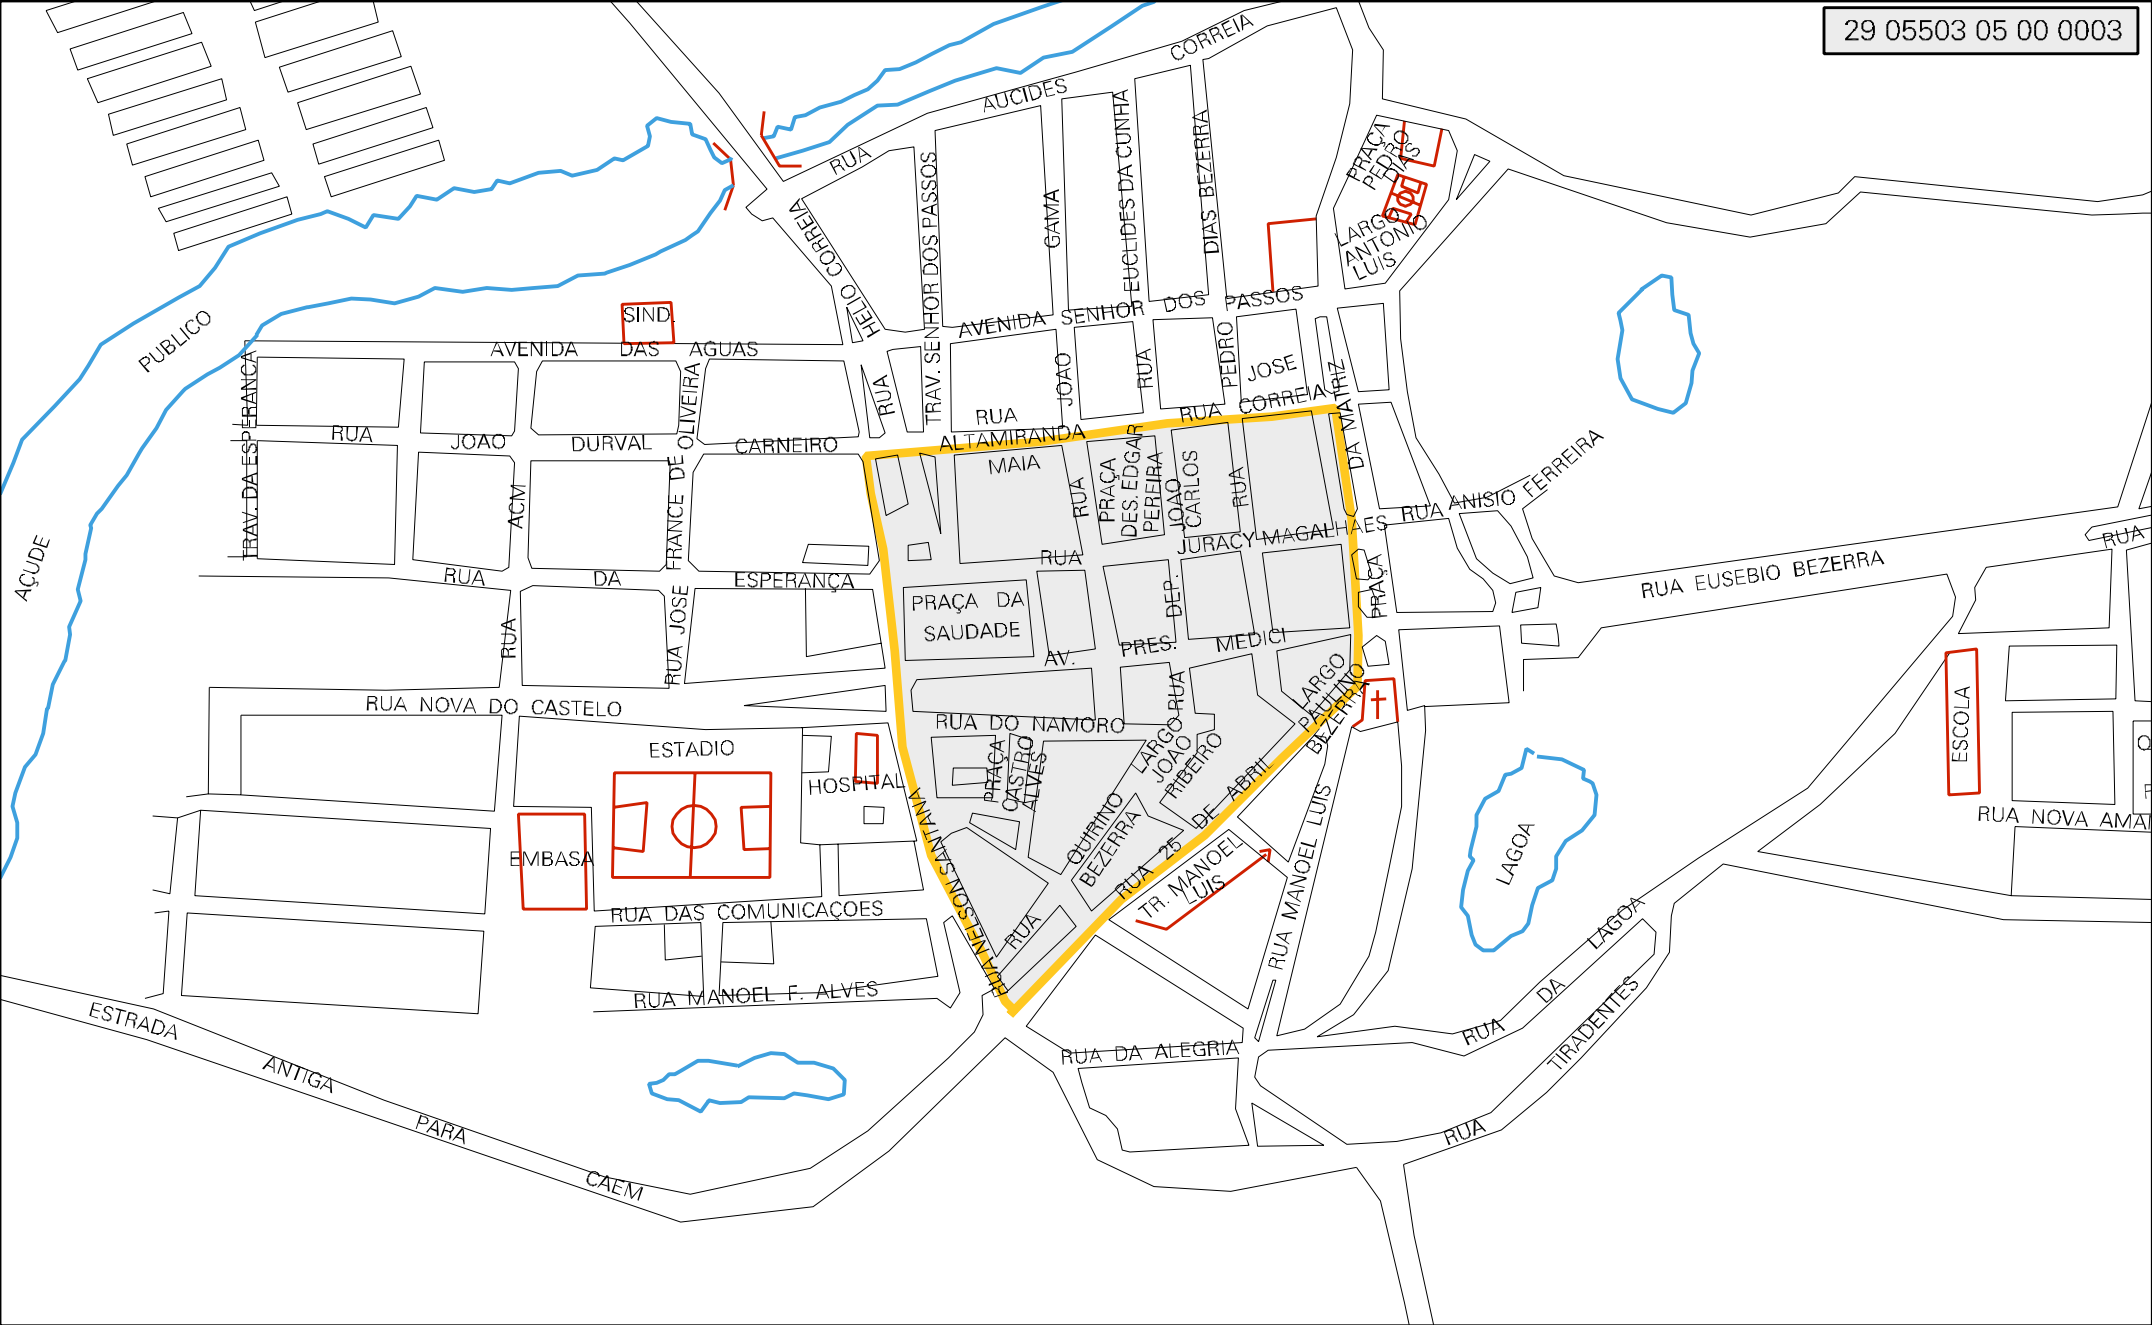 29 05503 05 00 0003
CORREIA
AUCIDES
RUA
HELIO CORREIA
RUA
TRAV. SENHOR DOS PASSOS
GAMA
JOAO
EUCLIDES DA CUNHA
RUA
DIAS BEZERRA
PEDRO
PRAÇA
PEDRO
DIAS
LARGO
ANTONIO
LUIS
AVENIDA SENHOR DOS PASSOS
SIND.
AVENIDA DAS AGUAS
PUBLICO
AÇUDE
TRAV. DA ESPERANCA
JOSE
RUA CORREIA
RUA
ALTAMIRANDA
MAIA
RUA JOAO DURVAL CARNEIRO
ACM
RUA
RUA JOSE FRANCE DE OLIVEIRA
RUA
PRAÇA
DES. EDGAR
PEREIRA
JOAO
CARLOS
RUA
DA MATRIZ
PRAÇA
RUA ANISIO FERREIRA
RUA JURACY MAGALHAES
RUA DA ESPERANÇA
RUA EUSEBIO BEZERRA
RUA
PRAÇA DA
SAUDADE
DEP.
RUA
AV. PRES. MEDICI
LARGO
PAULINO
BEZERRA
RUA NOVA DO CASTELO
RUA DO NAMORO
ESTADIO
HOSPITAL
PRAÇA
CASTRO
ALVES
LARGO
JOAO
RIBEIRO
ESCOLA
RUA NOVA AMA
EMBASA
QUIRINO
BEZERRA
RUA
RUA 25 DE ABRIL
TR. MANOEL
LUIS
RUA MANOEL LUIS
LAGOA
RUA NELSON SANTANA
RUA DAS COMUNICAÇOES
RUA MANOEL F. ALVES
RUA DA LAGOA
RUA TIRADENTES
RUA DA ALEGRIA
ESTRADA ANTIGA PARA CAEM